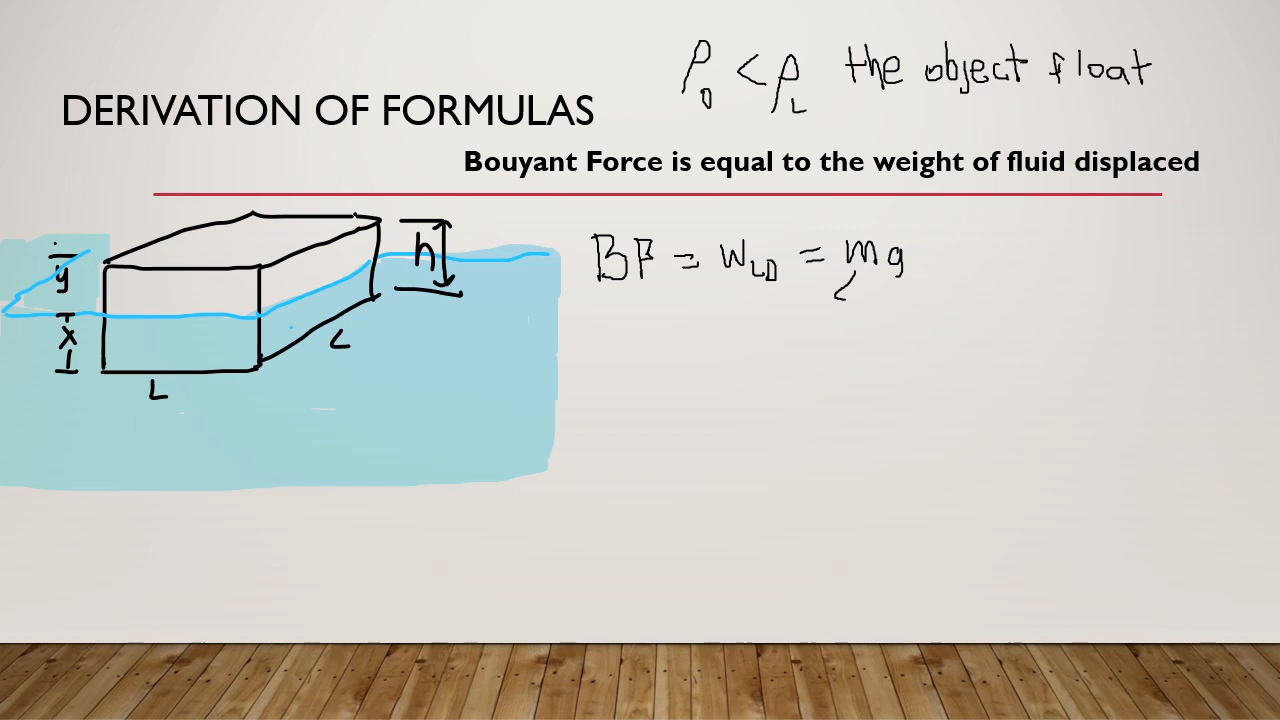 ρ₀ < ρL the object float
DERIVATION OF FORMULAS
Bouyant Force is equal to the weight of fluid displaced
h
y
x
L
L
BF = WLD = mg